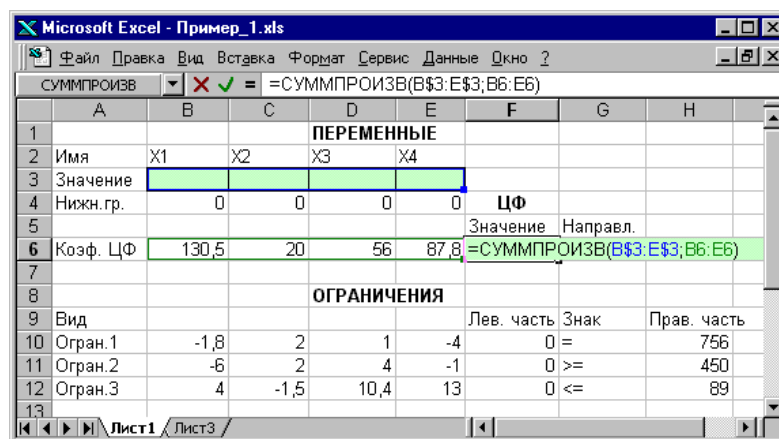 Microsoft Excel - Пример_1.xls
Файл Правка Вид Вставка Формат Сервис Данные Окно ?
СУММПРОИЗВ = =СУММПРОИЗВ(B$3:E$3;B6:E6)
A B C D E F G H
1 ПЕРЕМЕННЫЕ
2 Имя X1 X2 X3 X4
3 Значение
4 Нижн.гр. 0 0 0 0 ЦФ
5 Значение Направл.
6 Коэф. ЦФ 130,5 20 56 87,8 =СУММПРОИЗВ(B$3:E$3;B6:E6)
7
8 ОГРАНИЧЕНИЯ
9 Вид Лев. часть Знак Прав. часть
10 Огран.1 -1,8 2 1 -4 0 = 756
11 Огран.2 -6 2 4 -1 0 >= 450
12 Огран.3 4 -1,5 10,4 13 0 <= 89
13
Лист1 Лист3